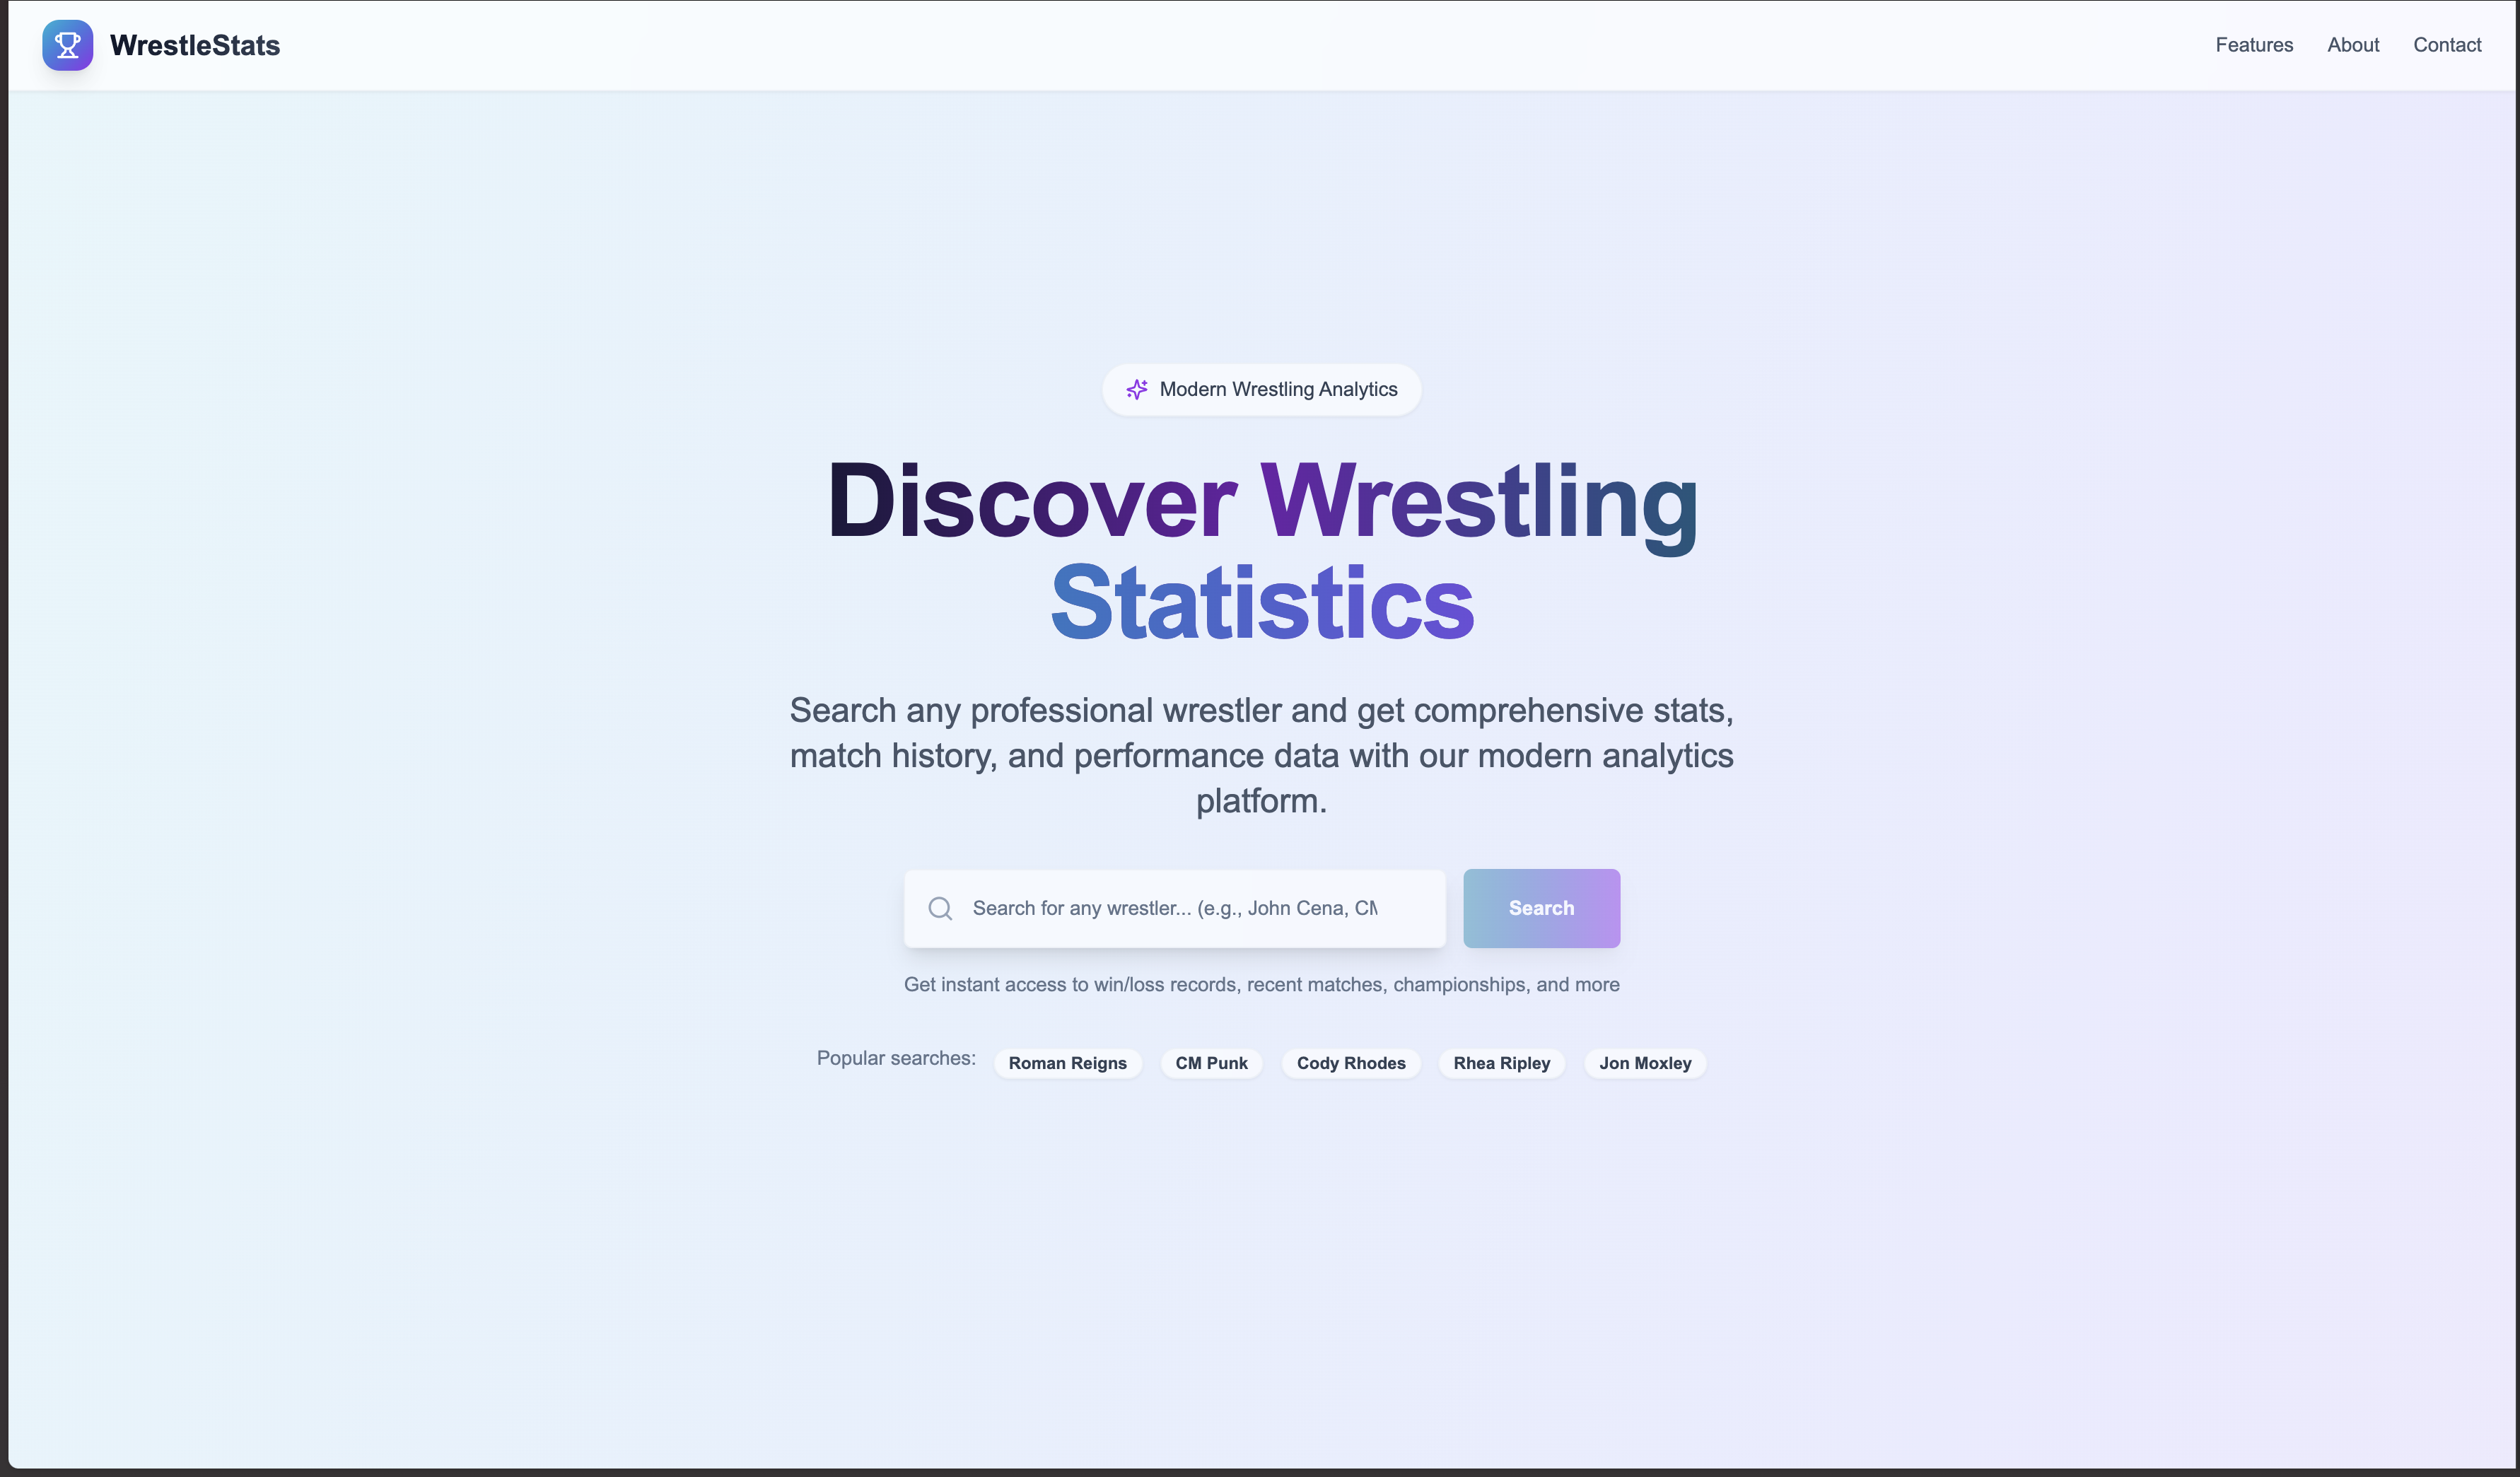 WrestleStats
Features About Contact
Modern Wrestling Analytics
Discover Wrestling
Statistics
Search any professional wrestler and get comprehensive stats,
match history, and performance data with our modern analytics
platform.
Search for any wrestler... (e.g., John Cena, CM
Search
Get instant access to win/loss records, recent matches, championships, and more
Popular searches: Roman Reigns CM Punk Cody Rhodes Rhea Ripley Jon Moxley